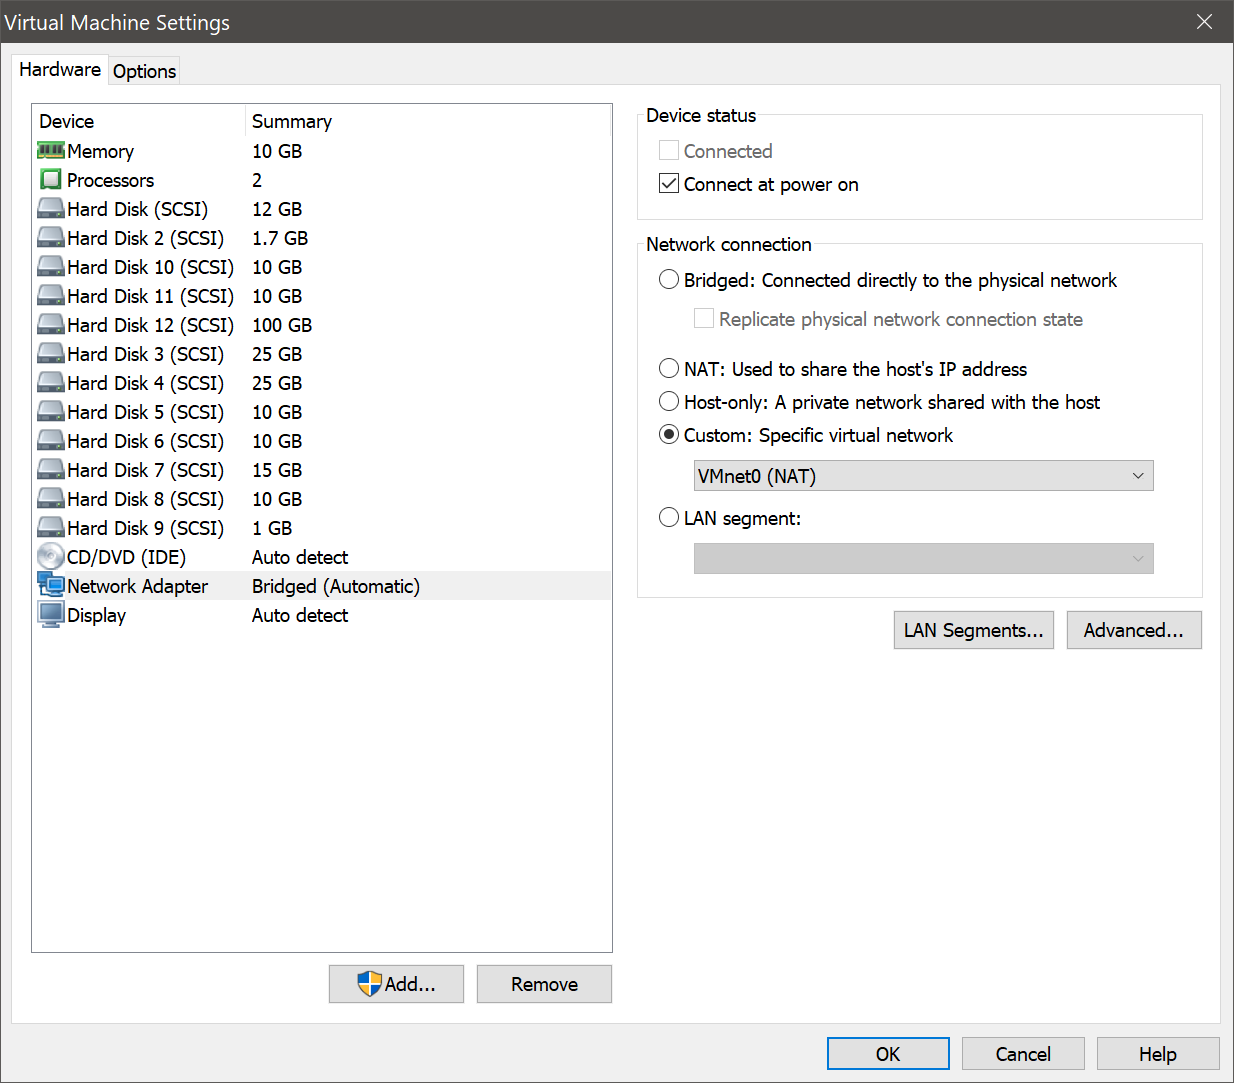 Virtual Machine Settings
Hardware Options
Device Summary
Memory 10 GB
Processors 2
Hard Disk (SCSI) 12 GB
Hard Disk 2 (SCSI) 1.7 GB
Hard Disk 10 (SCSI) 10 GB
Hard Disk 11 (SCSI) 10 GB
Hard Disk 12 (SCSI) 100 GB
Hard Disk 3 (SCSI) 25 GB
Hard Disk 4 (SCSI) 25 GB
Hard Disk 5 (SCSI) 10 GB
Hard Disk 6 (SCSI) 10 GB
Hard Disk 7 (SCSI) 15 GB
Hard Disk 8 (SCSI) 10 GB
Hard Disk 9 (SCSI) 1 GB
CD/DVD (IDE) Auto detect
Network Adapter Bridged (Automatic)
Display Auto detect
Add...
Remove
Device status
Connected
Connect at power on
Network connection
Bridged: Connected directly to the physical network
Replicate physical network connection state
NAT: Used to share the host's IP address
Host-only: A private network shared with the host
Custom: Specific virtual network
VMnet0 (NAT)
LAN segment:
LAN Segments...
Advanced...
OK
Cancel
Help